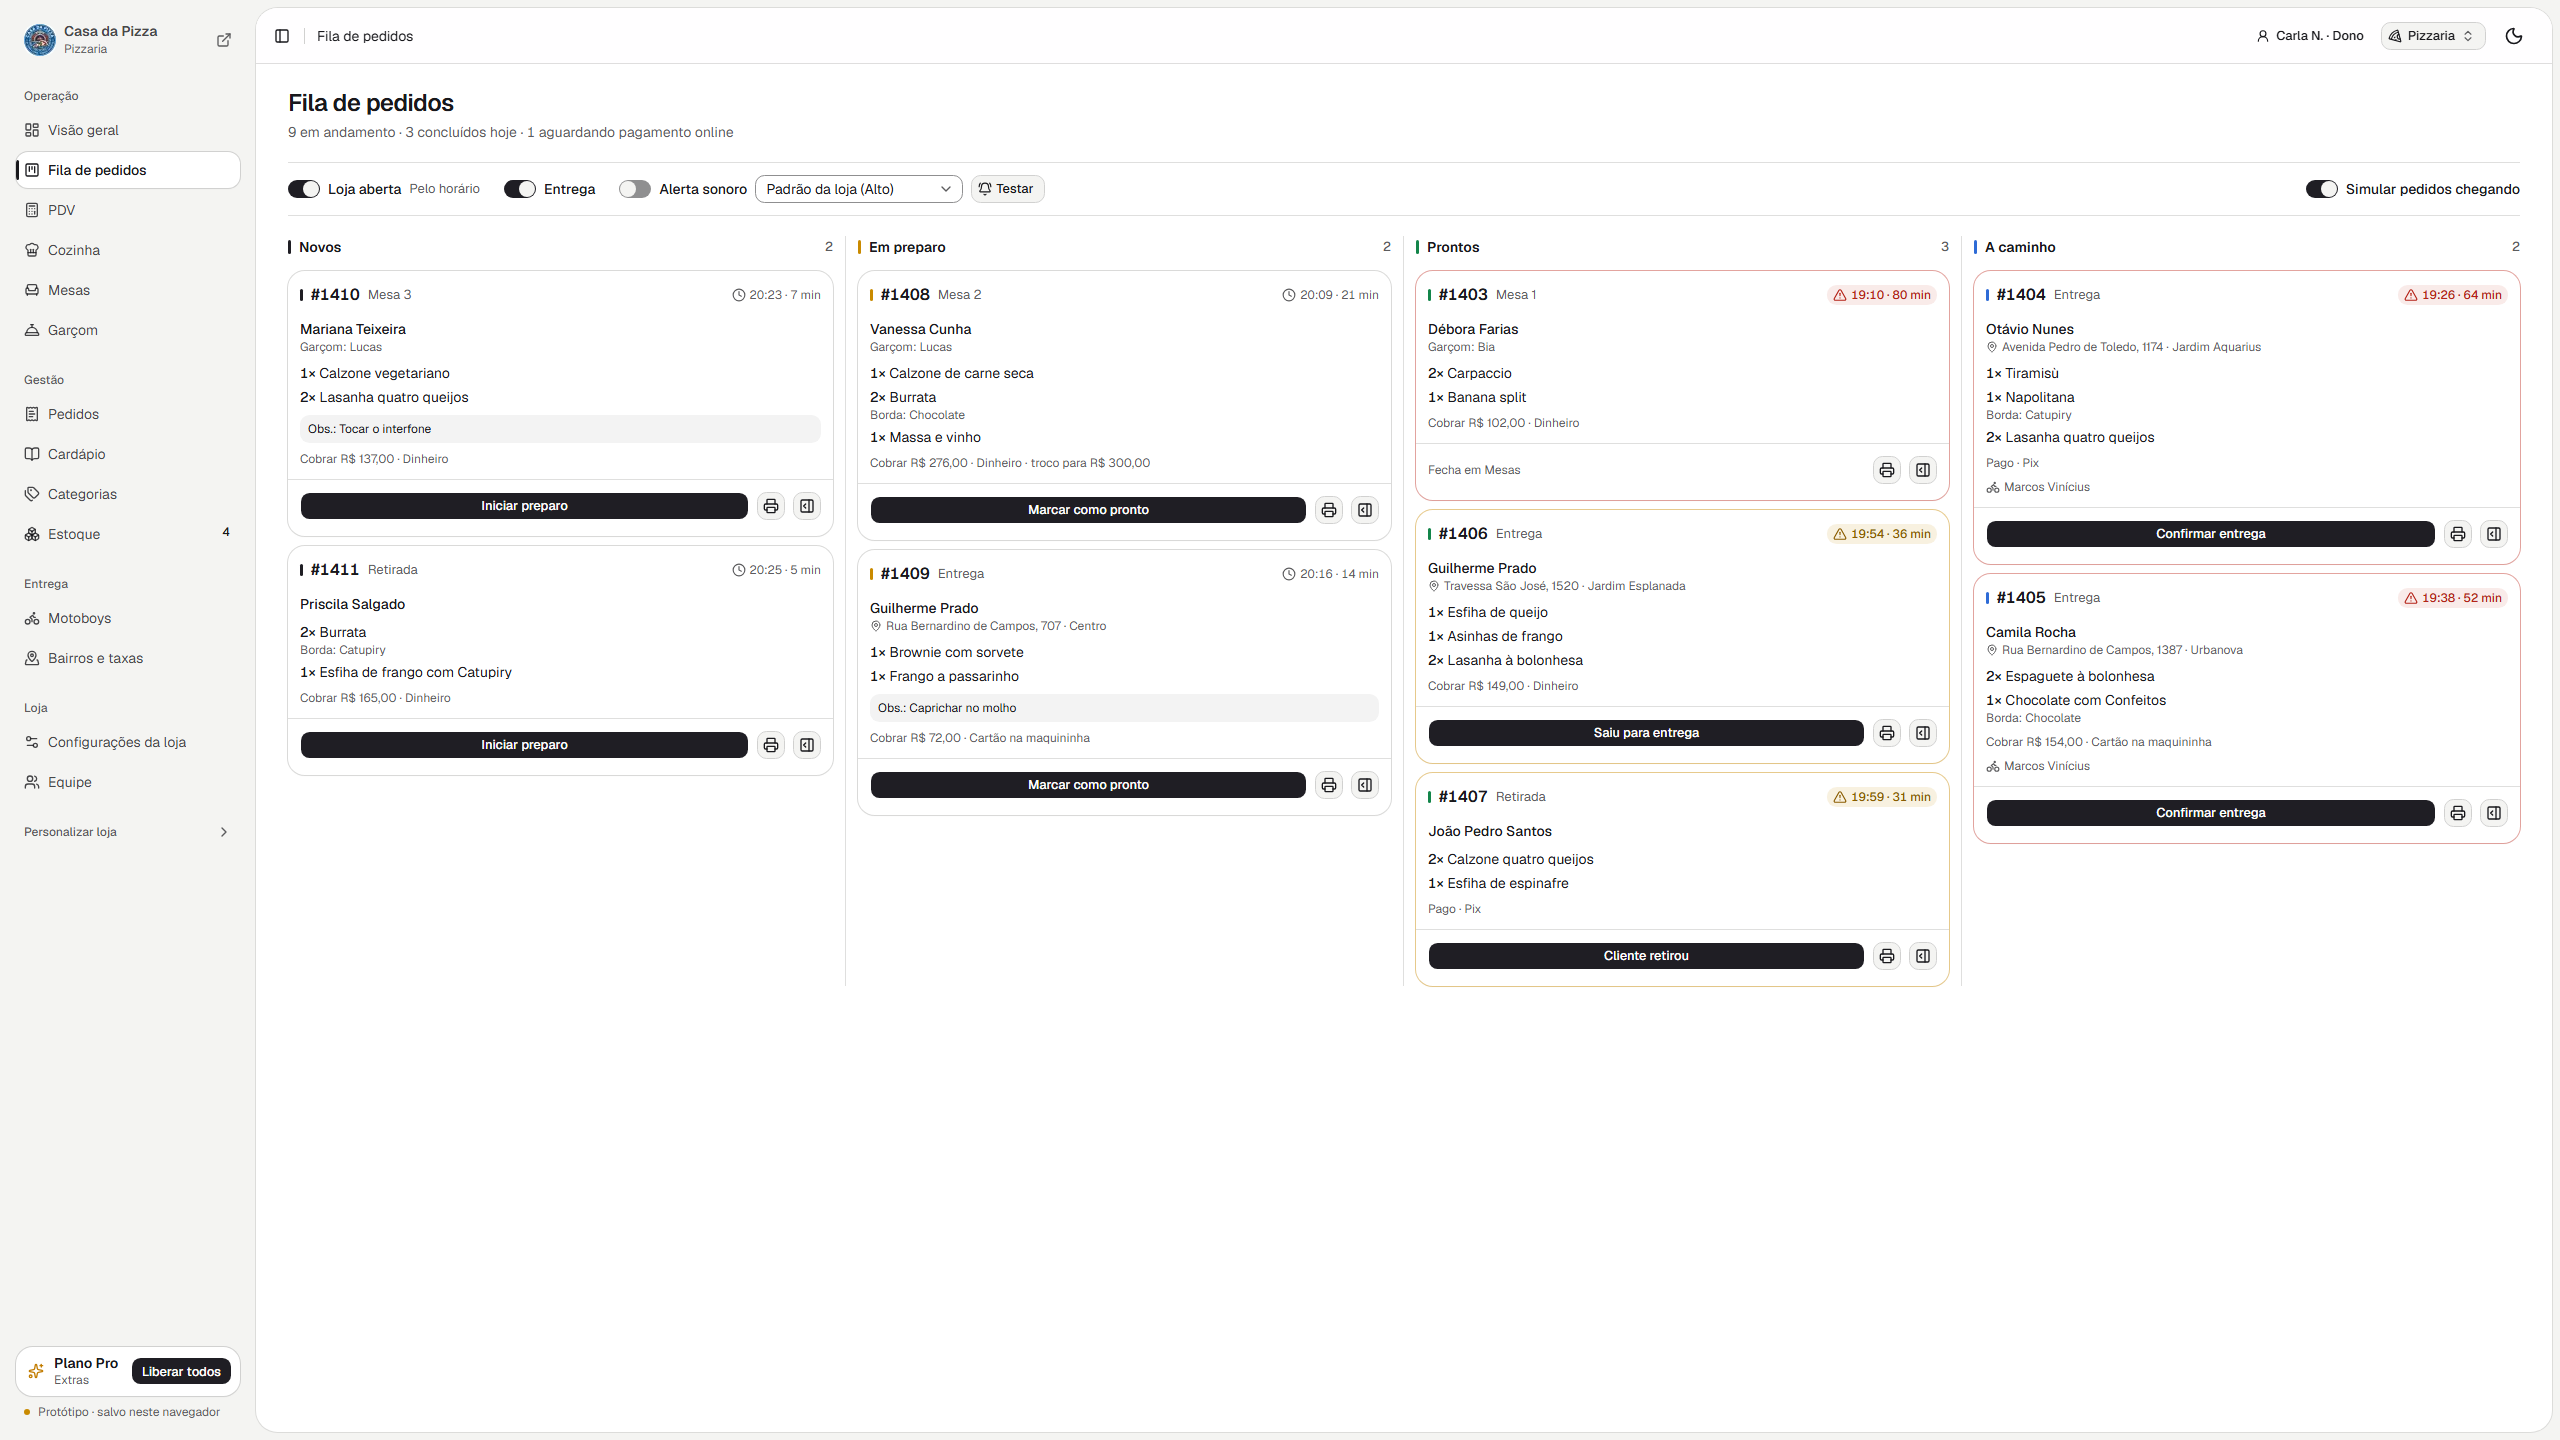 Casa da Pizza
Pizzaria
Operação
Visão geral
Fila de pedidos
PDV
Cozinha
Mesas
Garçom
Gestão
Pedidos
Cardápio
Categorias
Estoque 4
Entrega
Motoboys
Bairros e taxas
Loja
Configurações da loja
Equipe
Personalizar loja
Plano Pro
Extras
Liberar todos
Protótipo · salvo neste navegador
Fila de pedidos
Carla N. · Dono
Pizzaria
Fila de pedidos
9 em andamento · 3 concluídos hoje · 1 aguardando pagamento online
Loja aberta Pelo horário Entrega Alerta sonoro Padrão da loja (Alto) Testar Simular pedidos chegando
Novos 2
#1410 Mesa 3 20:23 · 7 min
Mariana Teixeira
Garçom: Lucas
1× Calzone vegetariano
2× Lasanha quatro queijos
Obs.: Tocar o interfone
Cobrar R$ 137,00 · Dinheiro
Iniciar preparo
#1411 Retirada 20:25 · 5 min
Priscila Salgado
2× Burrata
Borda: Catupiry
1× Esfiha de frango com Catupiry
Cobrar R$ 165,00 · Dinheiro
Iniciar preparo
Em preparo 2
#1408 Mesa 2 20:09 · 21 min
Vanessa Cunha
Garçom: Lucas
1× Calzone de carne seca
2× Burrata
Borda: Chocolate
1× Massa e vinho
Cobrar R$ 276,00 · Dinheiro · troco para R$ 300,00
Marcar como pronto
#1409 Entrega 20:16 · 14 min
Guilherme Prado
Rua Bernardino de Campos, 707 · Centro
1× Brownie com sorvete
1× Frango a passarinho
Obs.: Caprichar no molho
Cobrar R$ 72,00 · Cartão na maquininha
Marcar como pronto
Prontos 3
#1403 Mesa 1 19:10 · 80 min
Débora Farias
Garçom: Bia
2× Carpaccio
1× Banana split
Cobrar R$ 102,00 · Dinheiro
Fecha em Mesas
#1406 Entrega 19:54 · 36 min
Guilherme Prado
Travessa São José, 1520 · Jardim Esplanada
1× Esfiha de queijo
1× Asinhas de frango
2× Lasanha à bolonhesa
Cobrar R$ 149,00 · Dinheiro
Saiu para entrega
#1407 Retirada 19:59 · 31 min
João Pedro Santos
2× Calzone quatro queijos
1× Esfiha de espinafre
Pago · Pix
Cliente retirou
A caminho 2
#1404 Entrega 19:26 · 64 min
Otávio Nunes
Avenida Pedro de Toledo, 1174 · Jardim Aquarius
1× Tiramisù
1× Napolitana
Borda: Catupiry
2× Lasanha quatro queijos
Pago · Pix
Marcos Vinícius
Confirmar entrega
#1405 Entrega 19:38 · 52 min
Camila Rocha
Rua Bernardino de Campos, 1387 · Urbanova
2× Espaguete à bolonhesa
1× Chocolate com Confeitos
Borda: Chocolate
Cobrar R$ 154,00 · Cartão na maquininha
Marcos Vinícius
Confirmar entrega